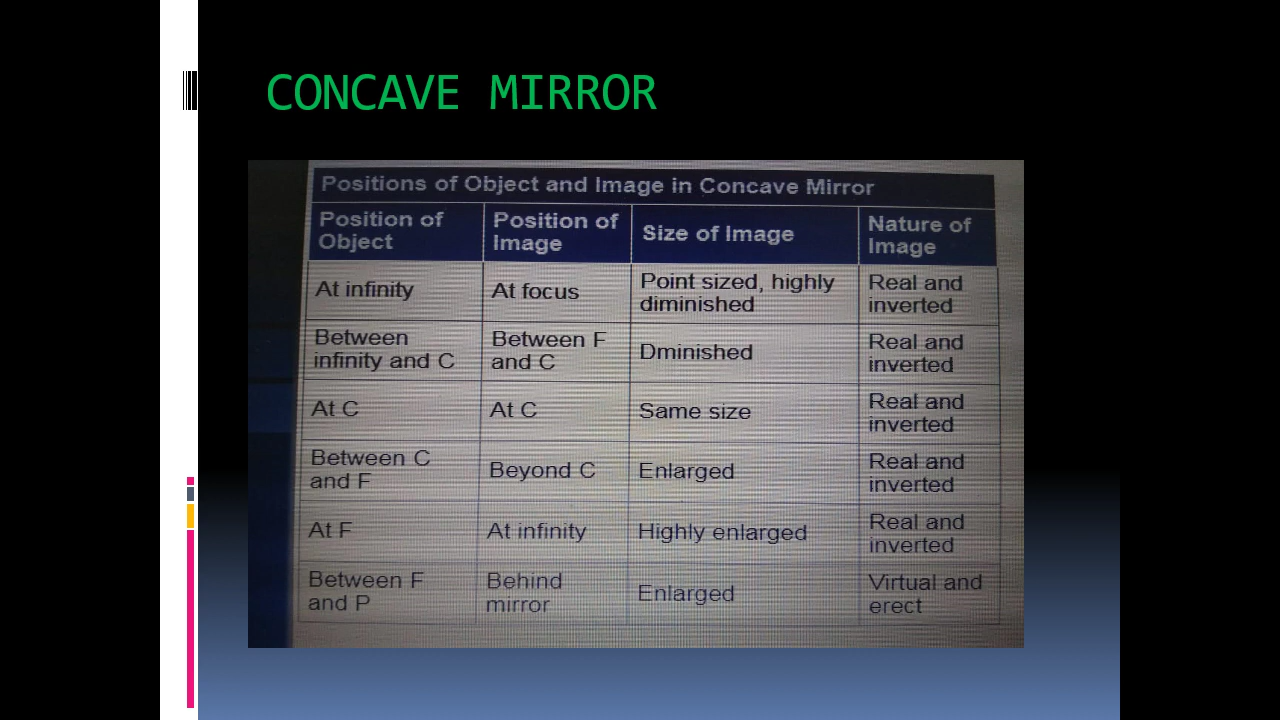 CONCAVE MIRROR
Positions of Object and Image in Concave Mirror
Position of Object | Position of Image | Size of Image | Nature of Image
At infinity | At focus | Point sized, highly diminished | Real and inverted
Between infinity and C | Between F and C | Dminished | Real and inverted
At C | At C | Same size | Real and inverted
Between C and F | Beyond C | Enlarged | Real and inverted
At F | At infinity | Highly enlarged | Real and inverted
Between F and P | Behind mirror | Enlarged | Virtual and erect